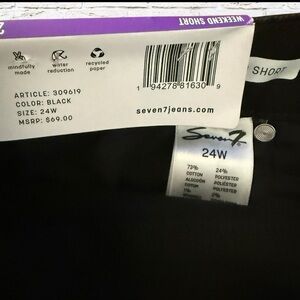 WEEKEND SHORT
mindfully
made
water
reduction
recycled
paper
ARTICLE: 309619
COLOR: BLACK
SIZE: 24W
MSRP: $69.00
1 94278 81630 9
seven7jeans.com
SHORT
Seven7
24W
73% 24%
COTTON POLYESTER
ALGODÓN POLIÉSTER
COTON POLYESTER